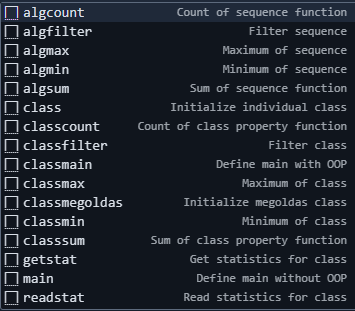 algcount Count of sequence function
algfilter Filter sequence
algmax Maximum of sequence
algmin Minimum of sequence
algsum Sum of sequence function
class Initialize individual class
classcount Count of class property function
classfilter Filter class
classmain Define main with OOP
classmax Maximum of class
classmegoldas Initialize megoldas class
classmin Minimum of class
classsum Sum of class property function
getstat Get statistics for class
main Define main without OOP
readstat Read statistics for class